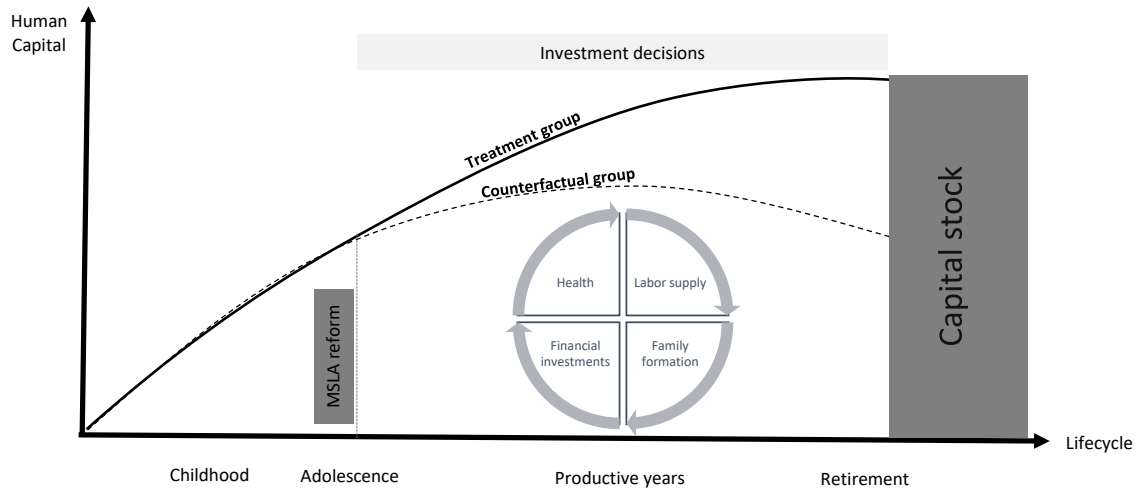 Human
Capital
Investment decisions
Treatment group
Counterfactual group
Health
Labor supply
Financial
investments
Family
formation
MSLA reform
Capital stock
Lifecycle
Childhood
Adolescence
Productive years
Retirement